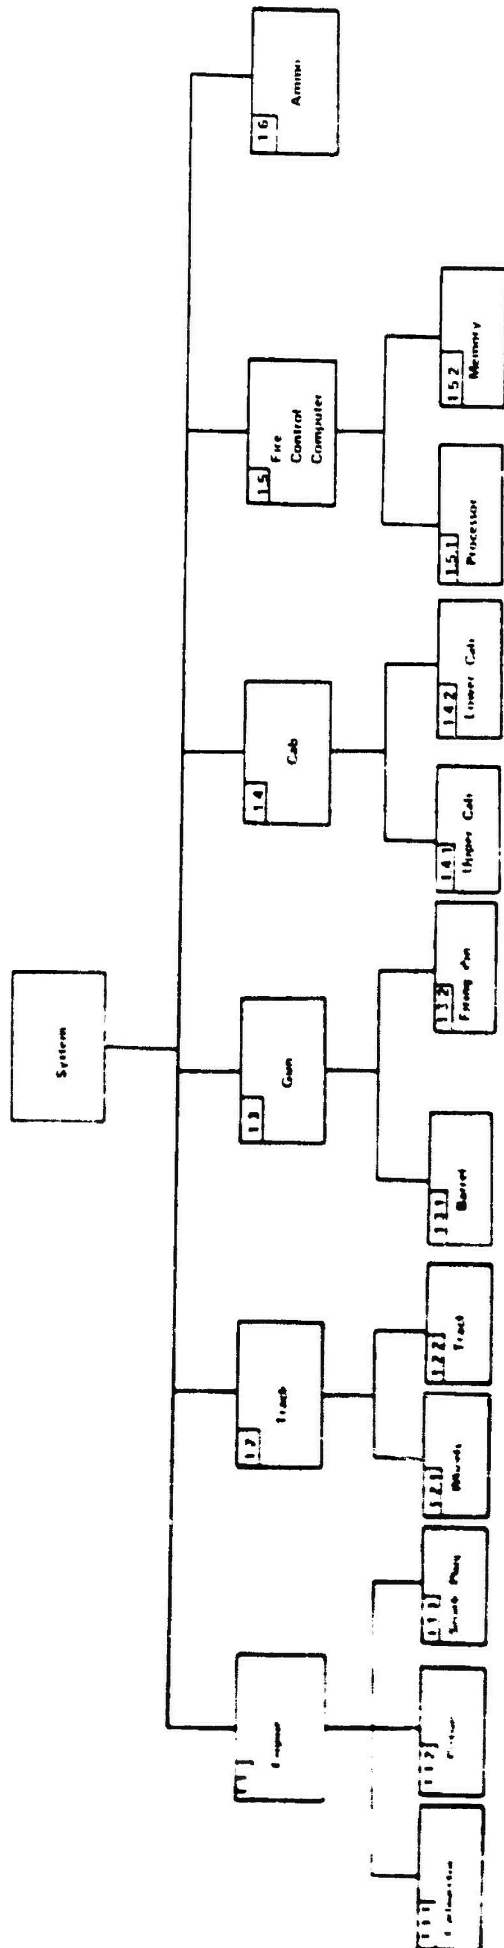 System
1.1
Engine
1.2
Track
1.3
Gun
1.4
Cab
1.5
Fire
Control
Computer
1.6
Ammo
1.1.1
1.1.2
1.1.3
Spark Plug
1.2.1
Wheels
1.2.2
Track
1.3.1
Barrel
1.3.2
Firing Pin
1.4.1
Upper Cab
1.4.2
Lower Cab
1.5.1
Processor
1.5.2
Memory